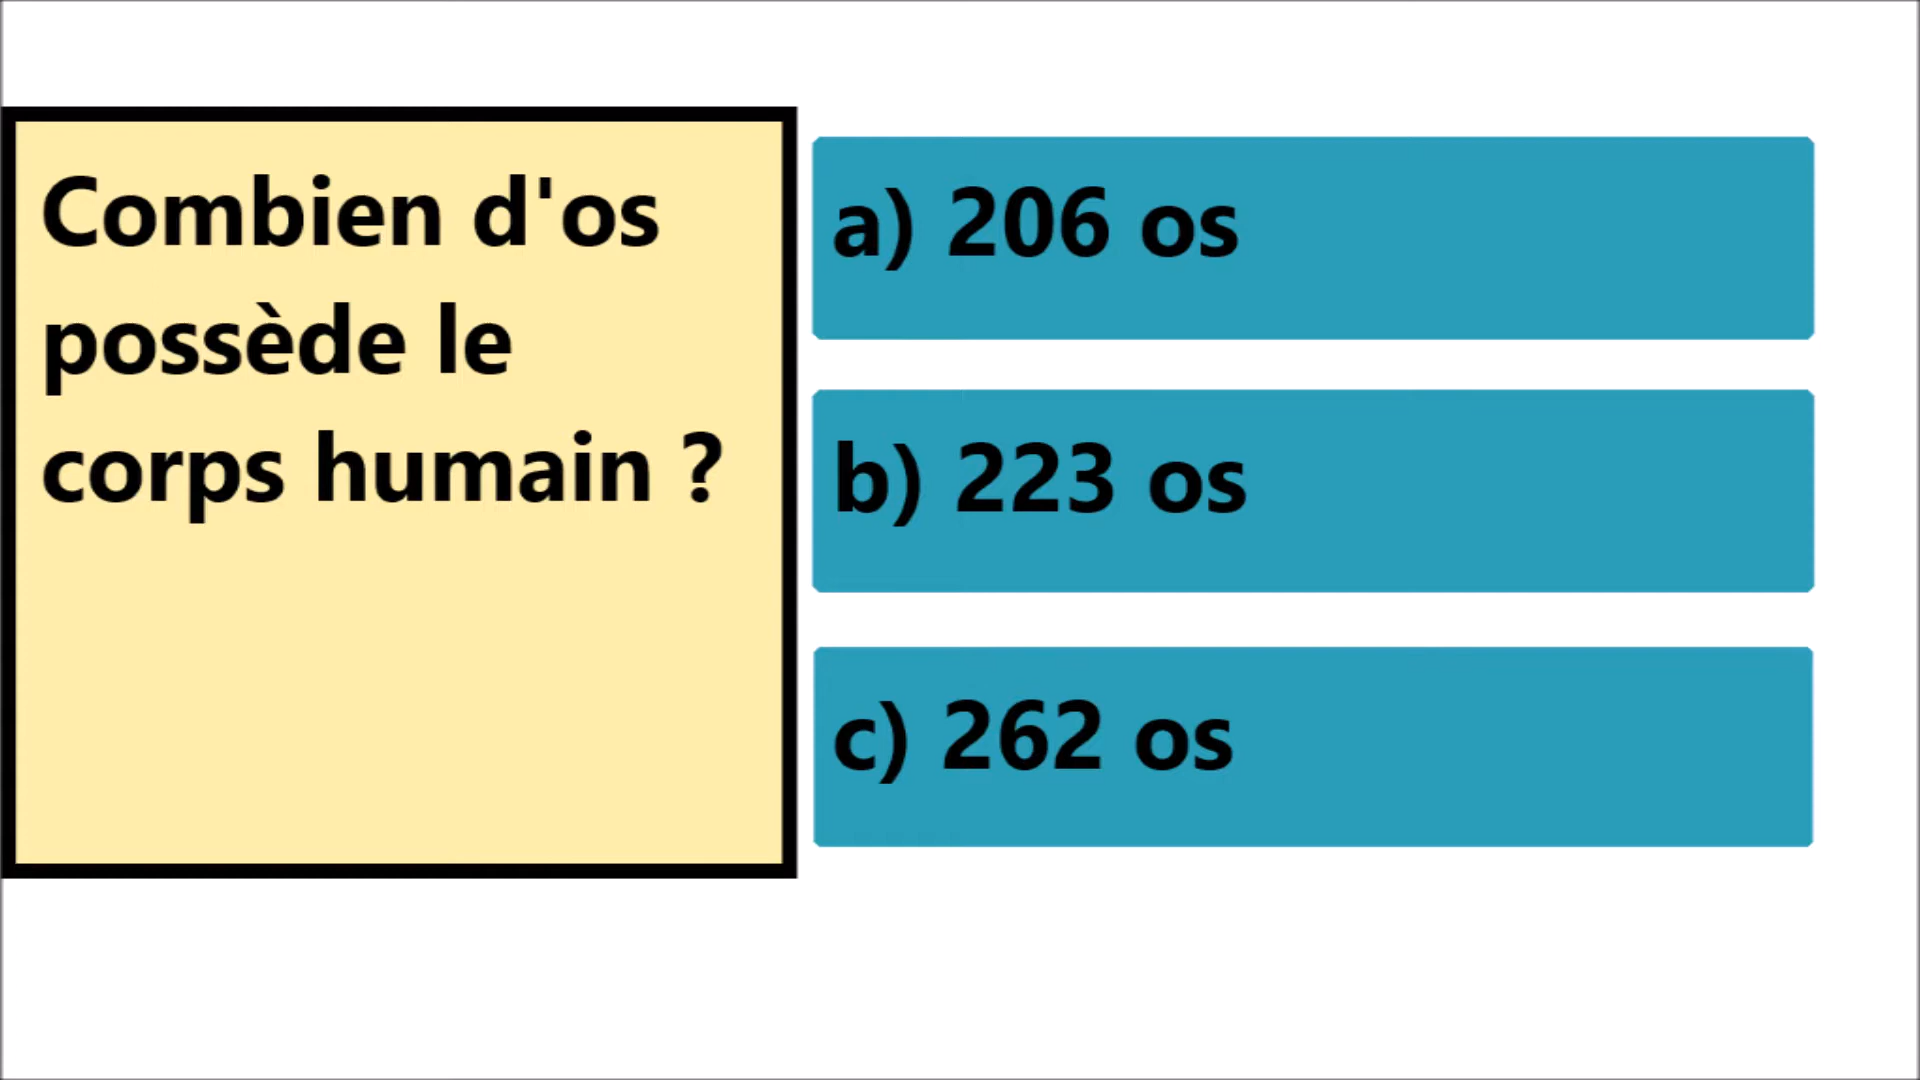 Combien d'os
possède le
corps humain ?
a) 206 os
b) 223 os
c) 262 os